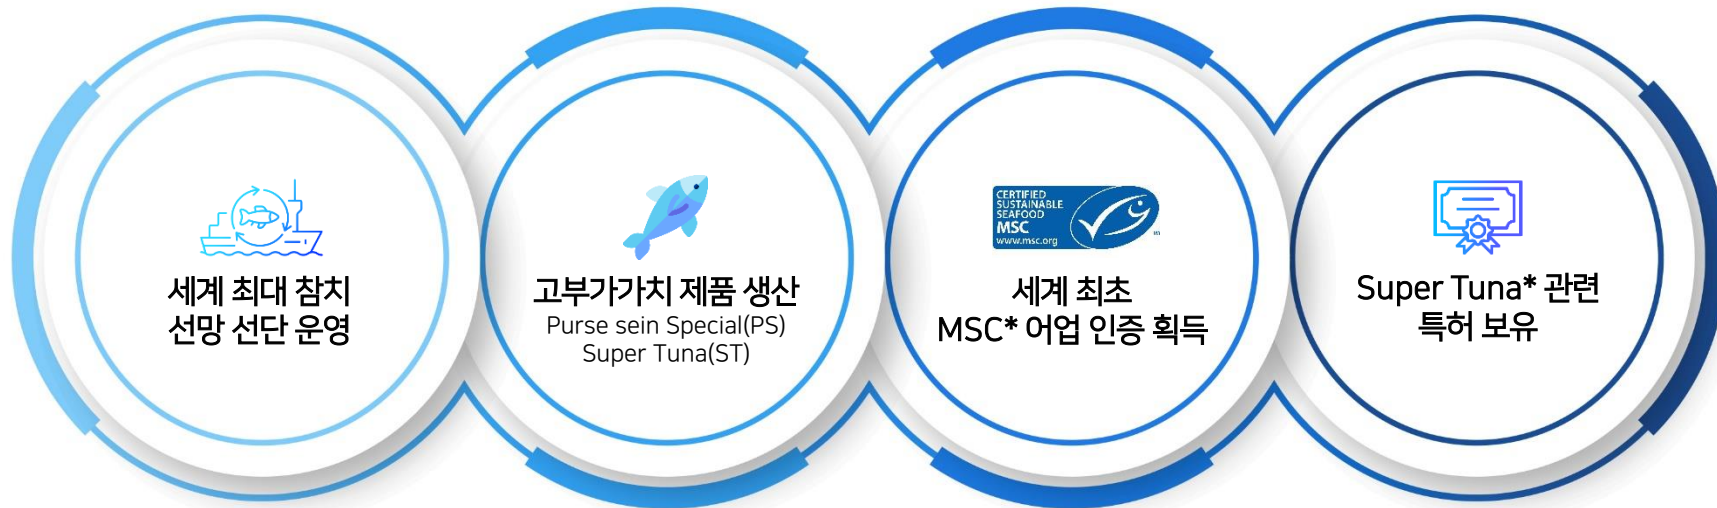 세계 최대 참치
선망 선단 운영
고부가가치 제품 생산
Purse sein Special(PS)
Super Tuna(ST)
CERTIFIED
SUSTAINABLE
SEAFOOD
MSC
www.msc.org
세계 최초
MSC* 어업 인증 획득
Super Tuna* 관련
특허 보유